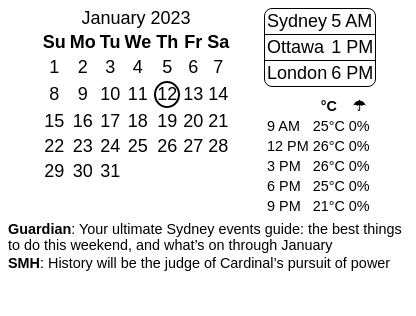 January 2023
Su Mo Tu We Th Fr Sa
1 2 3 4 5 6 7
8 9 10 11 12 13 14
15 16 17 18 19 20 21
22 23 24 25 26 27 28
29 30 31
Sydney 5 AM
Ottawa 1 PM
London 6 PM
°C ☂
9 AM 25°C 0%
12 PM 26°C 0%
3 PM 26°C 0%
6 PM 25°C 0%
9 PM 21°C 0%
Guardian: Your ultimate Sydney events guide: the best things
to do this weekend, and what’s on through January
SMH: History will be the judge of Cardinal’s pursuit of power